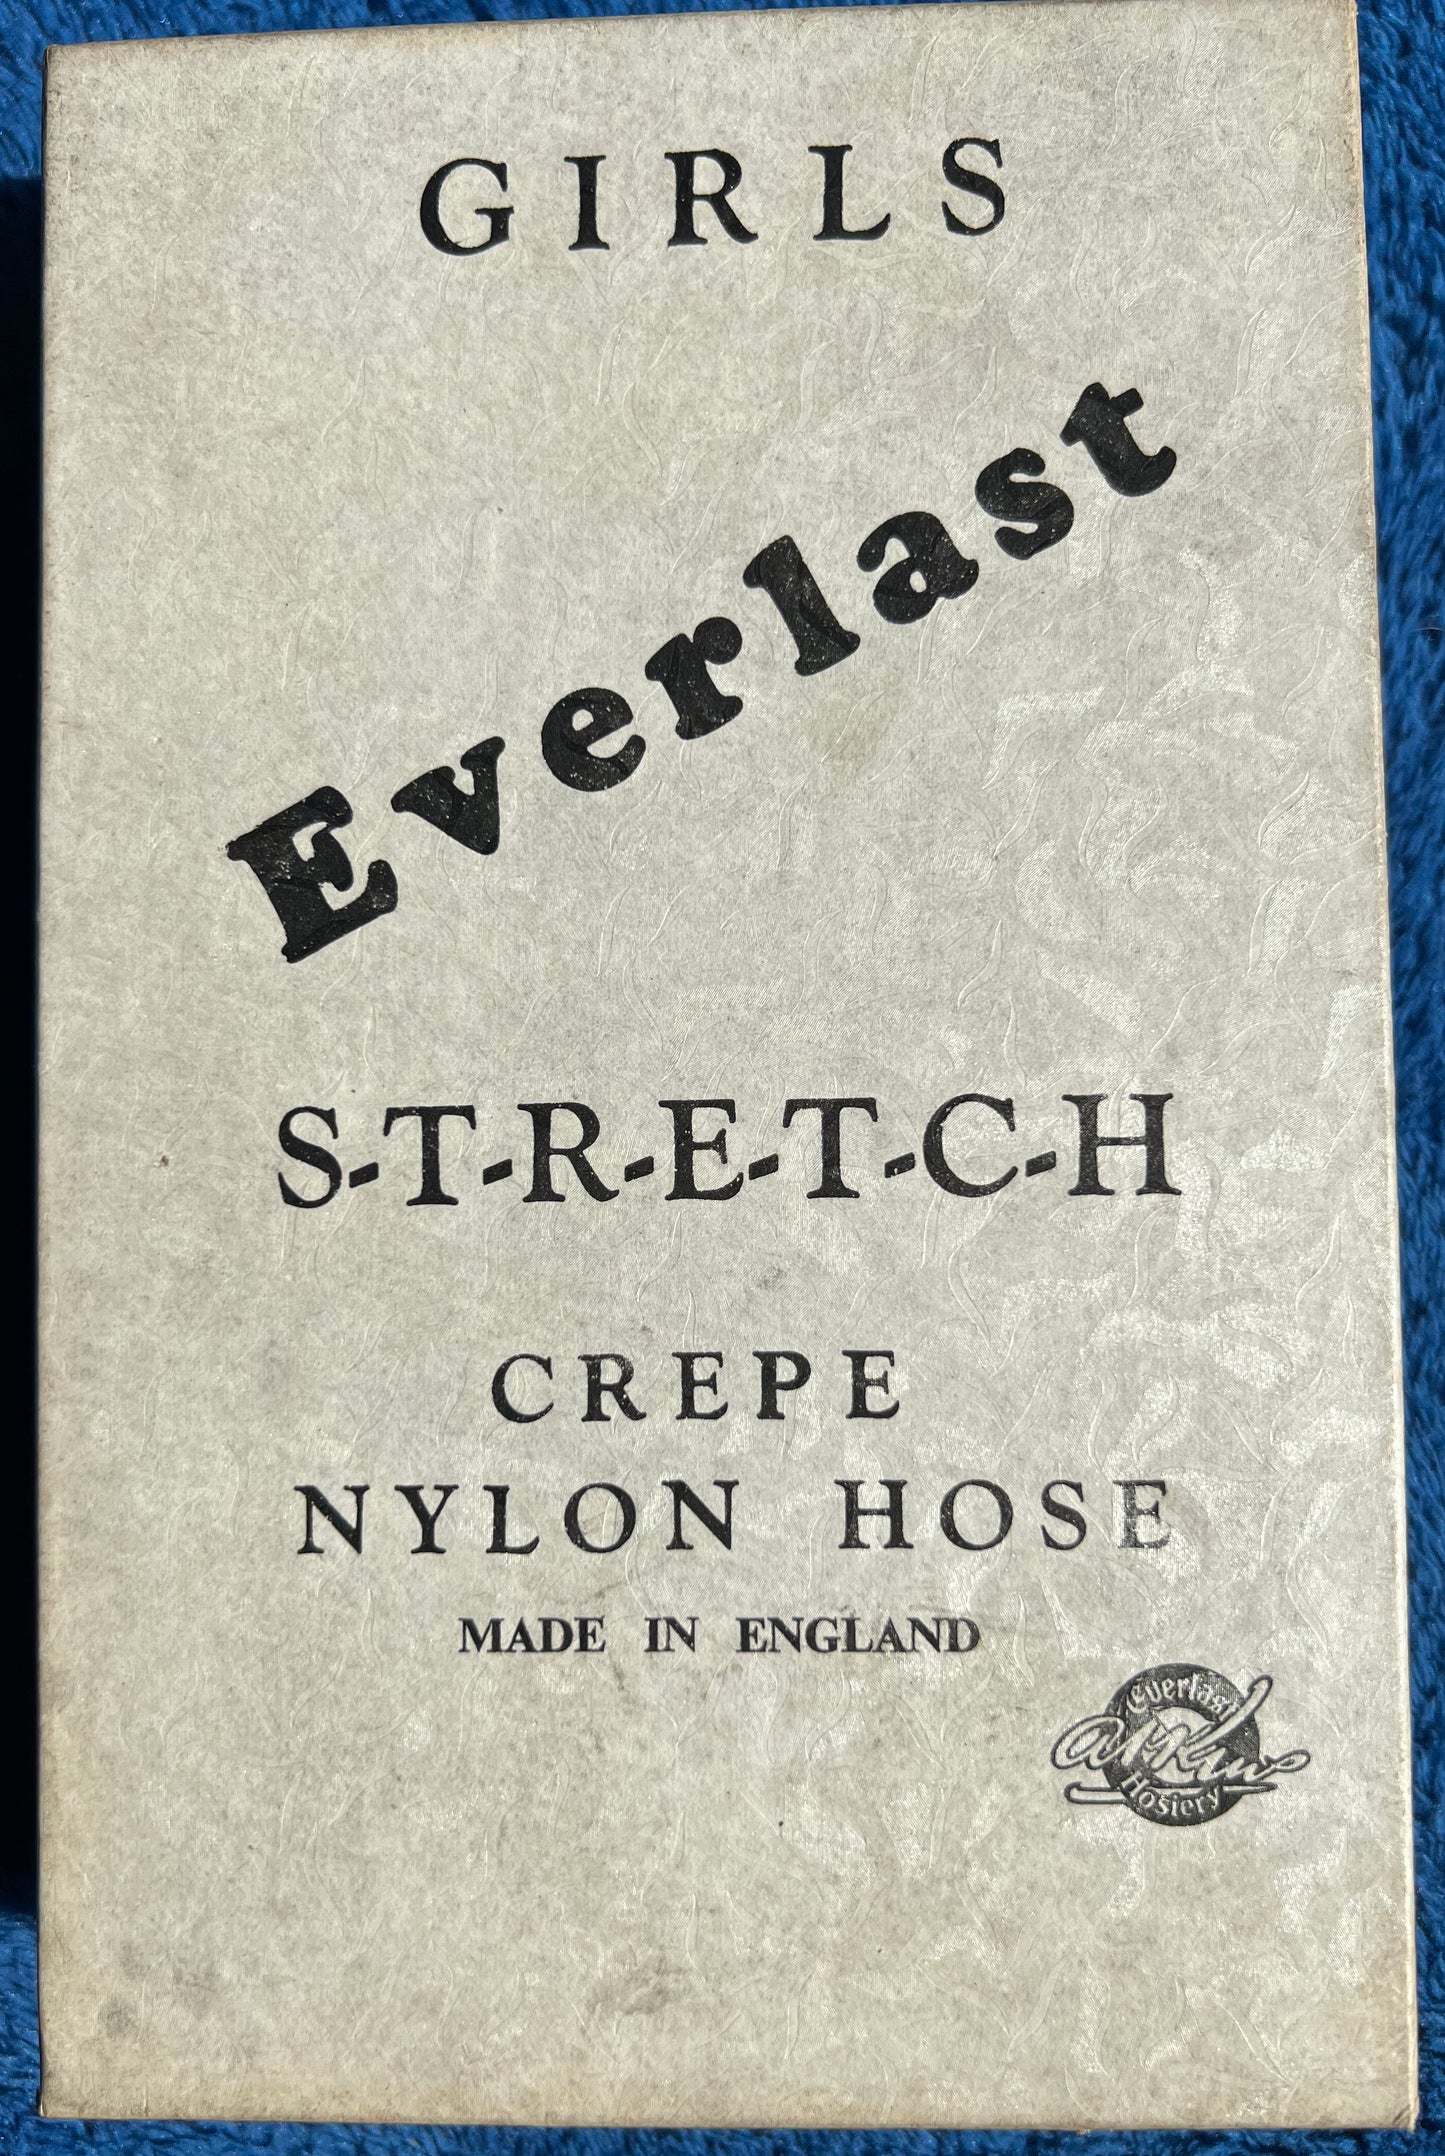 GIRLS
Everlast
S-T-R-E-T-C-H
CREPE
NYLON HOSE
MADE IN ENGLAND
Everlast
Hosiery